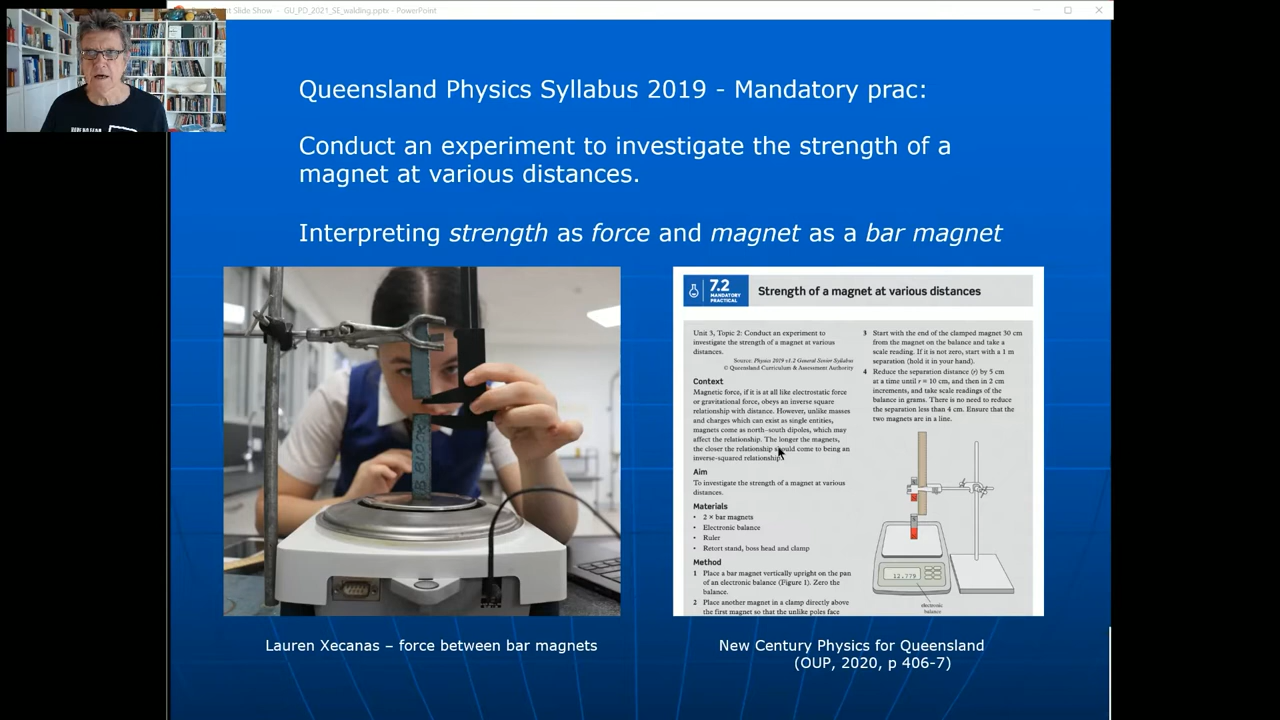 Slide Show - GU_PD_2021_SE_walding.pptx - PowerPoint
Queensland Physics Syllabus 2019 - Mandatory prac:
Conduct an experiment to investigate the strength of a
magnet at various distances.
Interpreting strength as force and magnet as a bar magnet
7.2
MANDATORY
PRACTICAL
Strength of a magnet at various distances
Unit 3, Topic 2: Conduct an experiment to
investigate the strength of a magnet at various
distances.
Source: Physics 2019 v1.2 General Senior Syllabus
© Queensland Curriculum & Assessment Authority
Context
Magnetic force, if it is at all like electrostatic force
or gravitational force, obeys an inverse square
relationship with distance. However, unlike masses
and charges which can exist as single entities,
magnets come as north–south dipoles, which may
affect the relationship. The longer the magnets,
the closer the relationship should come to being an
inverse-squared relationship.
Aim
To investigate the strength of a magnet at various
distances.
Materials
• 2 × bar magnets
• Electronic balance
• Ruler
• Retort stand, boss head and clamp
Method
1 Place a bar magnet vertically upright on the pan
of an electronic balance (Figure 1). Zero the
balance.
2 Place another magnet in a clamp directly above
the first magnet so that the unlike poles face
3 Start with the end of the clamped magnet 30 cm
from the magnet on the balance and take a
scale reading. If it is not zero, start with a 1 m
separation (hold it in your hand).
4 Reduce the separation distance (r) by 5 cm
at a time until r = 10 cm, and then in 2 cm
increments, and take scale readings of the
balance in grams. There is no need to reduce
the separation less than 4 cm. Ensure that the
two magnets are in a line.
12.779
electronic
balance
Lauren Xecanas – force between bar magnets
New Century Physics for Queensland
(OUP, 2020, p 406-7)